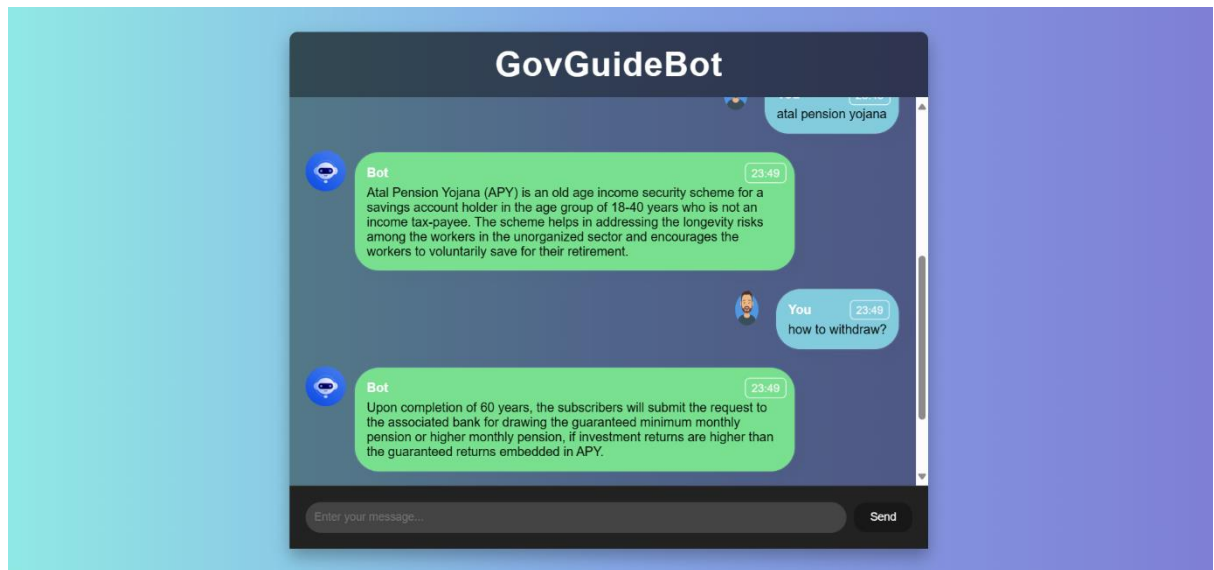 GovGuideBot
atal pension yojana
Bot 23:49
Atal Pension Yojana (APY) is an old age income security scheme for a
savings account holder in the age group of 18-40 years who is not an
income tax-payee. The scheme helps in addressing the longevity risks
among the workers in the unorganized sector and encourages the
workers to voluntarily save for their retirement.
You 23:49
how to withdraw?
Bot 23:49
Upon completion of 60 years, the subscribers will submit the request to
the associated bank for drawing the guaranteed minimum monthly
pension or higher monthly pension, if investment returns are higher than
the guaranteed returns embedded in APY.
Enter your message...
Send